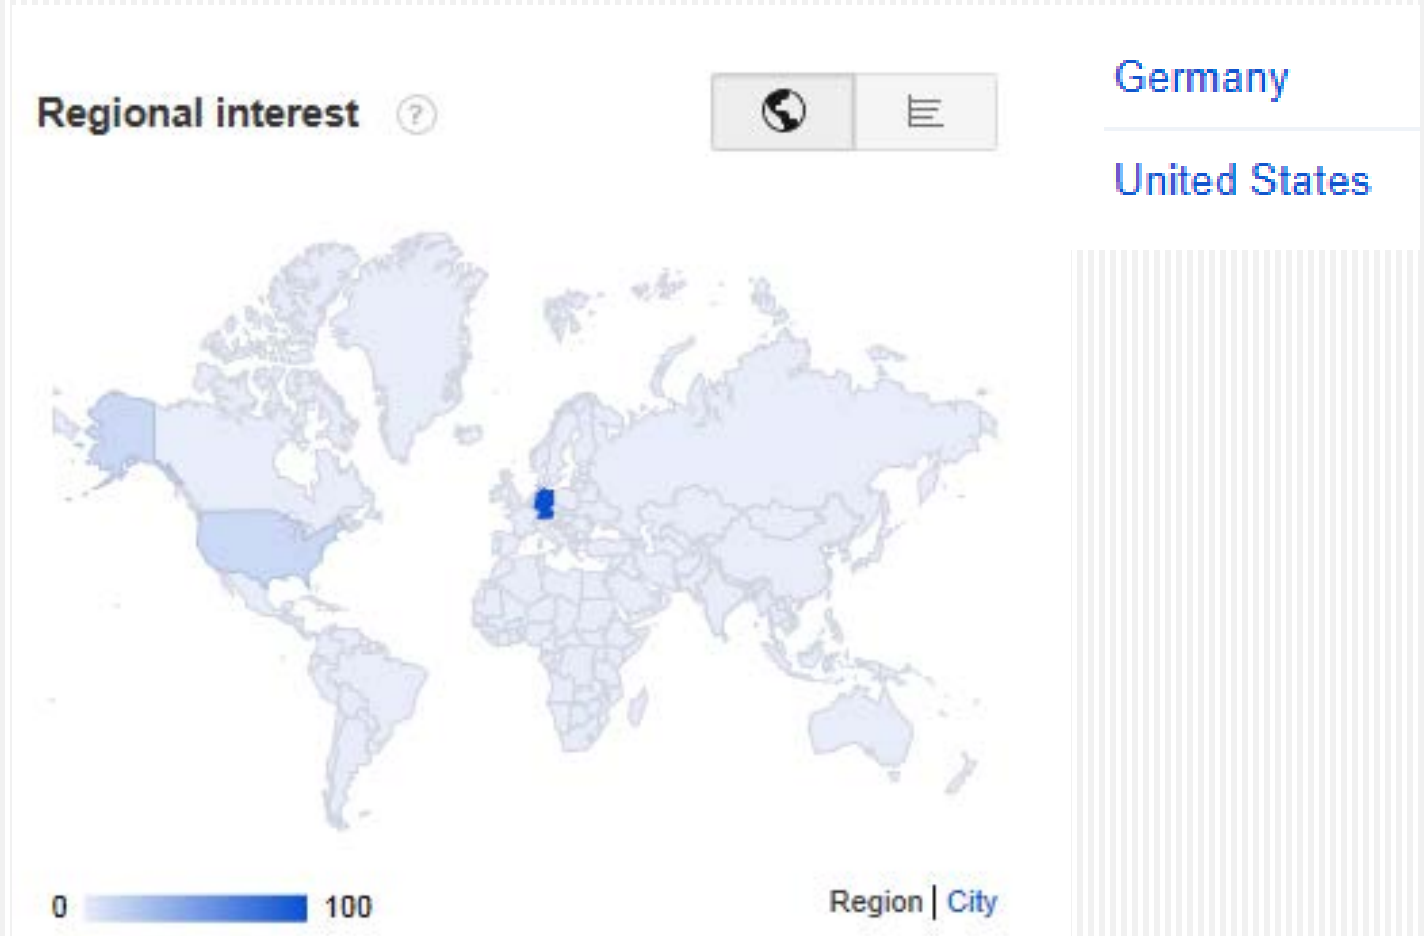 Regional interest ?
Germany
United States
0 100
Region | City